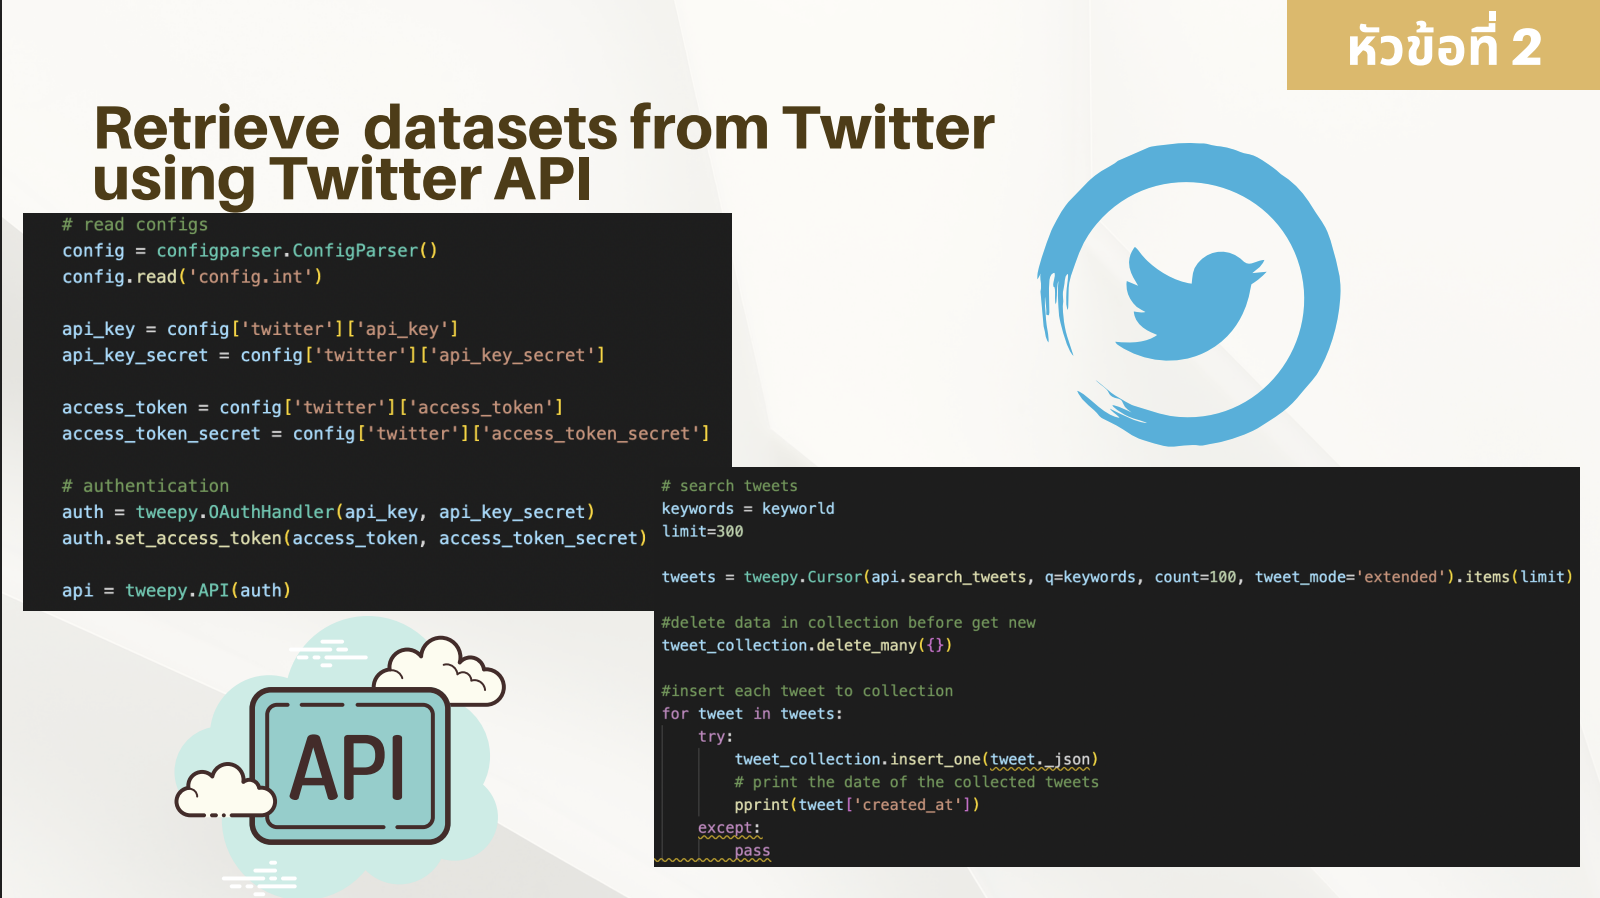 หัวข้อที่ 2
Retrieve datasets from Twitter
using Twitter API
# read configs
config = configparser.ConfigParser()
config.read('config.int')
api_key = config['twitter']['api_key']
api_key_secret = config['twitter']['api_key_secret']
access_token = config['twitter']['access_token']
access_token_secret = config['twitter']['access_token_secret']
# authentication
auth = tweepy.OAuthHandler(api_key, api_key_secret)
auth.set_access_token(access_token, access_token_secret)
api = tweepy.API(auth)
# search tweets
keywords = keyworld
limit=300
tweets = tweepy.Cursor(api.search_tweets, q=keywords, count=100, tweet_mode='extended').items(limit)
#delete data in collection before get new
tweet_collection.delete_many({})
#insert each tweet to collection
for tweet in tweets:
try:
tweet_collection.insert_one(tweet._json)
# print the date of the collected tweets
pprint(tweet['created_at'])
except:
pass
API